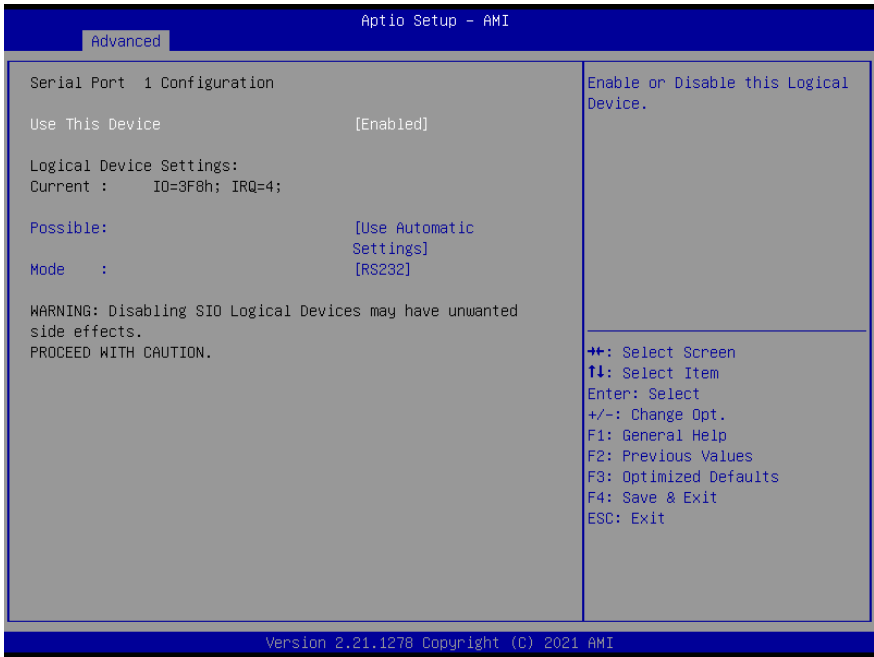 Aptio Setup – AMI
Advanced
Serial Port 1 Configuration
Use This Device [Enabled]
Logical Device Settings:
Current : IO=3F8h; IRQ=4;
Possible: [Use Automatic
Settings]
Mode : [RS232]
WARNING: Disabling SIO Logical Devices may have unwanted
side effects.
PROCEED WITH CAUTION.
Enable or Disable this Logical
Device.
→←: Select Screen
↑↓: Select Item
Enter: Select
+/-: Change Opt.
F1: General Help
F2: Previous Values
F3: Optimized Defaults
F4: Save & Exit
ESC: Exit
Version 2.21.1278 Copyright (C) 2021 AMI